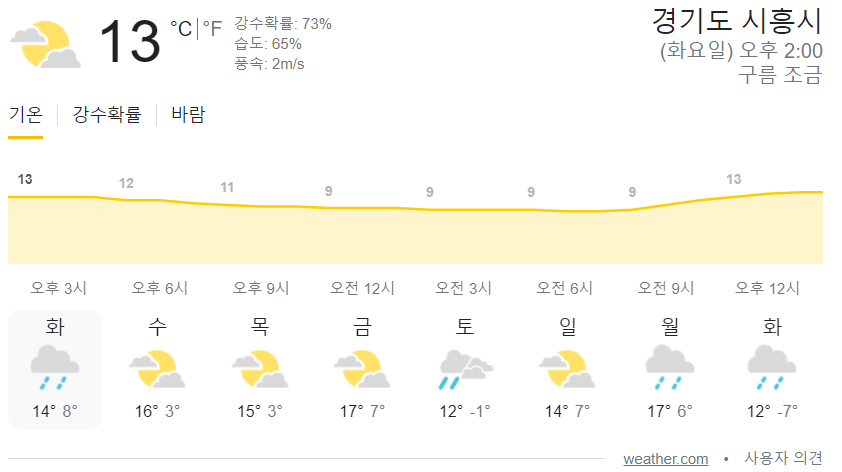 13 °C | °F
강수확률: 73%
습도: 65%
풍속: 2m/s
경기도 시흥시
(화요일) 오후 2:00
구름 조금
기온 강수확률 바람
13 12 11 9 9 9 9 13
오후 3시 오후 6시 오후 9시 오전 12시 오전 3시 오전 6시 오전 9시 오후 12시
화 수 목 금 토 일 월 화
14° 8° 16° 3° 15° 3° 17° 7° 12° -1° 14° 7° 17° 6° 12° -7°
weather.com • 사용자 의견